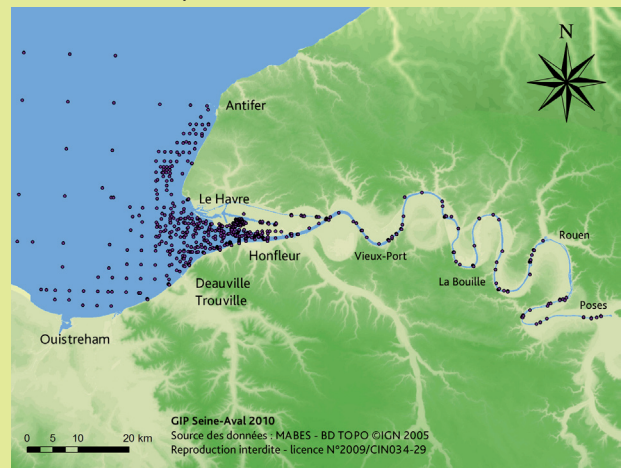 N
Antifer
Le Havre
Rouen
Honfleur
Vieux-Port
La Bouille
Deauville
Trouville
Poses
Ouistreham
GIP Seine-Aval 2010
Source des données : MABES - BD TOPO ©IGN 2005
Reproduction interdite - licence N°2009/CIN034-29
0 5 10 20 km